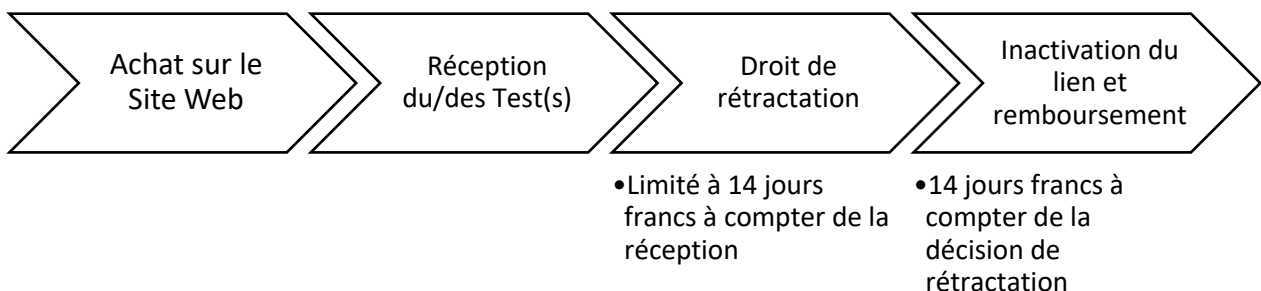 Achat sur le
Site Web
Réception
du/des Test(s)
Droit de
rétractation
Inactivation du
lien et
remboursement
•Limité à 14 jours
francs à compter de la
réception
•14 jours francs à
compter de la
décision de
rétractation